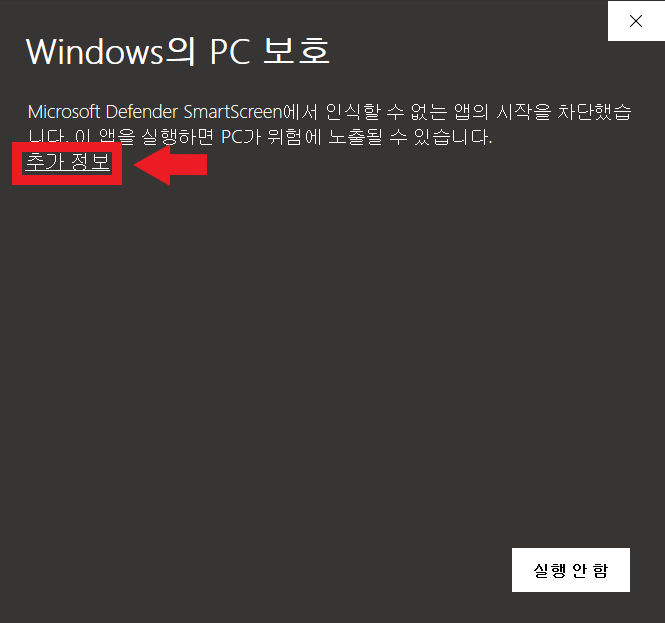 Windows의 PC 보호
Microsoft Defender SmartScreen에서 인식할 수 없는 앱의 시작을 차단했습
니다. 이 앱을 실행하면 PC가 위험에 노출될 수 있습니다.
추가 정보
실행 안 함